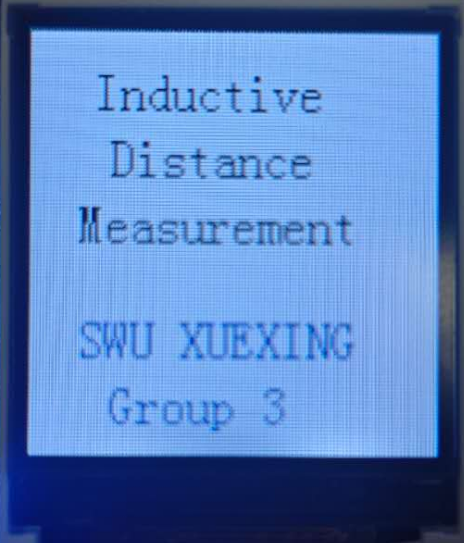 Inductive
Distance
Measurement
SWU XUEXING
Group 3